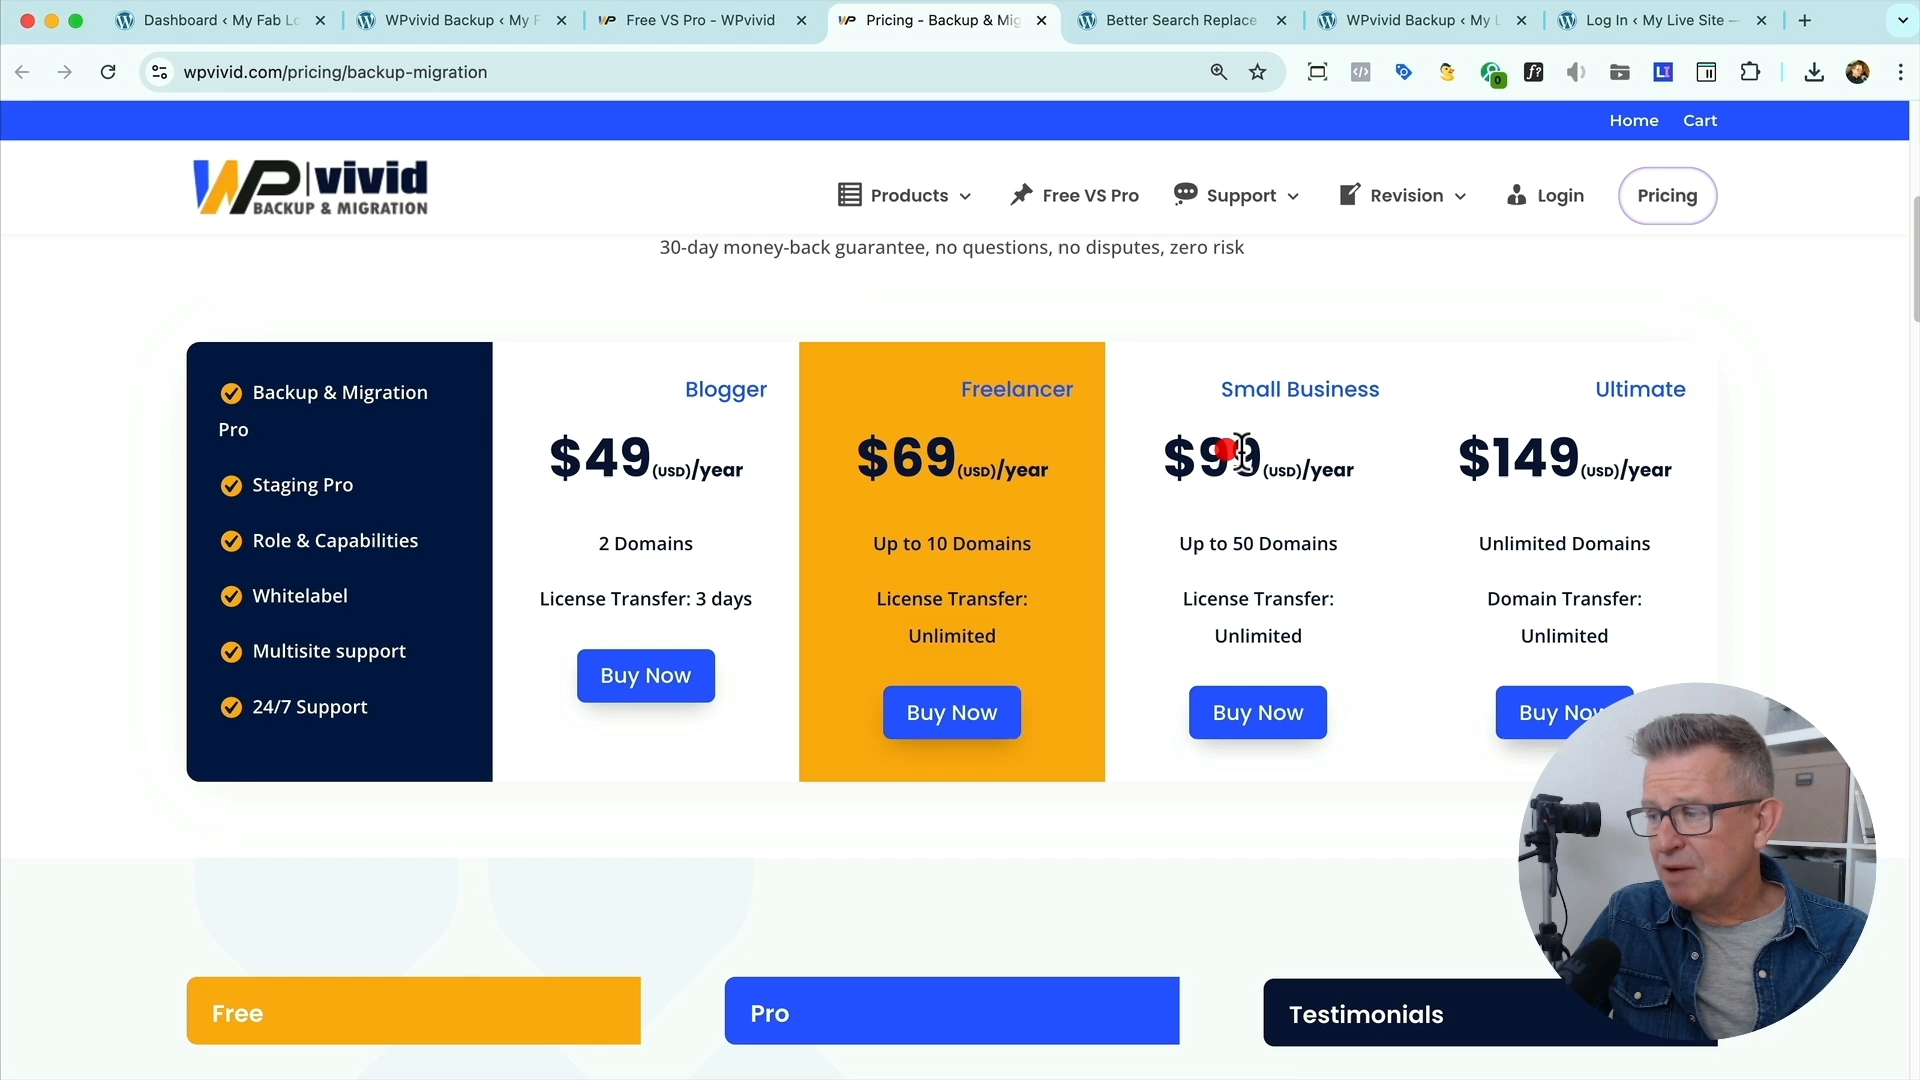 Dashboard ‹ My Fab Lo
WPvivid Backup ‹ My F
Free VS Pro - WPvivid
Pricing - Backup & Mig
Better Search Replace
WPvivid Backup ‹ My L
Log In ‹ My Live Site —
wpvivid.com/pricing/backup-migration
Home
Cart
WP|vivid
BACKUP & MIGRATION
Products
Free VS Pro
Support
Revision
Login
Pricing
30-day money-back guarantee, no questions, no disputes, zero risk
Backup & Migration
Pro
Staging Pro
Role & Capabilities
Whitelabel
Multisite support
24/7 Support
Blogger
$49(USD)/year
2 Domains
License Transfer: 3 days
Buy Now
Freelancer
$69(USD)/year
Up to 10 Domains
License Transfer:
Unlimited
Buy Now
Small Business
$99(USD)/year
Up to 50 Domains
License Transfer:
Unlimited
Buy Now
Ultimate
$149(USD)/year
Unlimited Domains
Domain Transfer:
Unlimited
Buy Now
Free
Pro
Testimonials